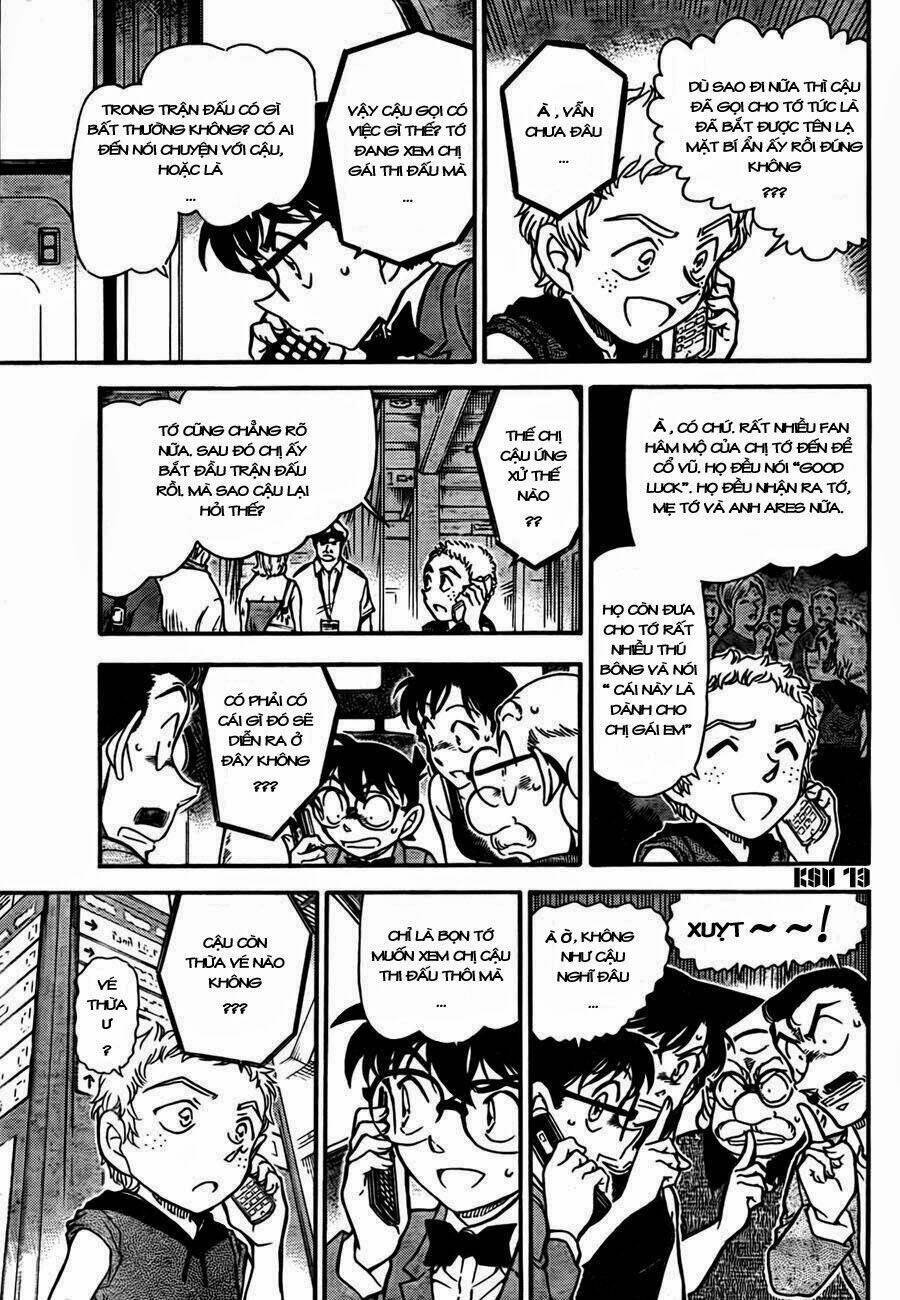 DÙ SAO ĐI NỮA THÌ CẬU
ĐÃ GỌI CHO TỚ TỨC LÀ
ĐÃ BẮT ĐƯỢC TÊN LẠ
MẶT BÍ ẨN ẤY RỒI ĐÚNG
KHÔNG
???
À , VẪN
CHƯA ĐÂU
...
VẬY CẬU GỌI CÓ
VIỆC GÌ THẾ? TỚ
ĐANG XEM CHỊ
GÁI THI ĐẤU MÀ
TRONG TRẬN ĐẤU CÓ GÌ
BẤT THƯỜNG KHÔNG? CÓ AI
ĐẾN NÓI CHUYỆN VỚI CẬU,
HOẶC LÀ
...
À , CÓ CHỨ. RẤT NHIỀU FAN
HÂM MỘ CỦA CHỊ TỚ ĐẾN ĐỂ
CỔ VŨ. HỌ ĐỀU NÓI “GOOD
LUCK”. HỌ ĐỀU NHẬN RA TỚ,
MẸ TỚ VÀ ANH ARES NỮA.
HỌ CÒN ĐƯA
CHO TỚ RẤT
NHIỀU THÚ
BÔNG VÀ NÓI
“ CÁI NÀY LÀ
DÀNH CHO
CHỊ GÁI EM”
THẾ CHỊ
CẬU ỨNG
XỬ THẾ
NÀO
??
TỚ CŨNG CHẲNG RÕ
NỮA. SAU ĐÓ CHỊ ẤY
BẮT ĐẦU TRẬN ĐẤU
RỒI. MÀ SAO CẬU LẠI
HỎI THẾ?
CÓ PHẢI CÓ
CÁI GÌ ĐÓ SẼ
DIỄN RA Ở
ĐÂY KHÔNG
???
KSV 13
XUỴT ~ ~ !
À Ờ, KHÔNG
NHƯ CẬU
NGHĨ ĐÂU
...
CHỈ LÀ BỌN TỚ
MUỐN XEM CHỊ CẬU
THI ĐẤU THÔI MÀ
...
CẬU CÒN
THỪA VÉ NÀO
KHÔNG
???
VÉ
THỪA
Ư
?